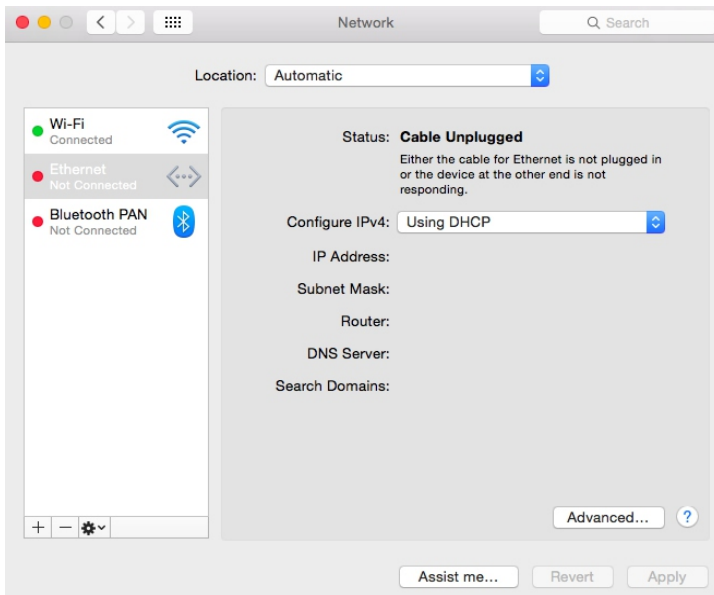 Network
Search
Location: Automatic
Wi-Fi
Connected
Ethernet
Not Connected
Bluetooth PAN
Not Connected
Status: Cable Unplugged
Either the cable for Ethernet is not plugged in
or the device at the other end is not
responding.
Configure IPv4: Using DHCP
IP Address:
Subnet Mask:
Router:
DNS Server:
Search Domains:
Advanced... ?
Assist me... Revert Apply